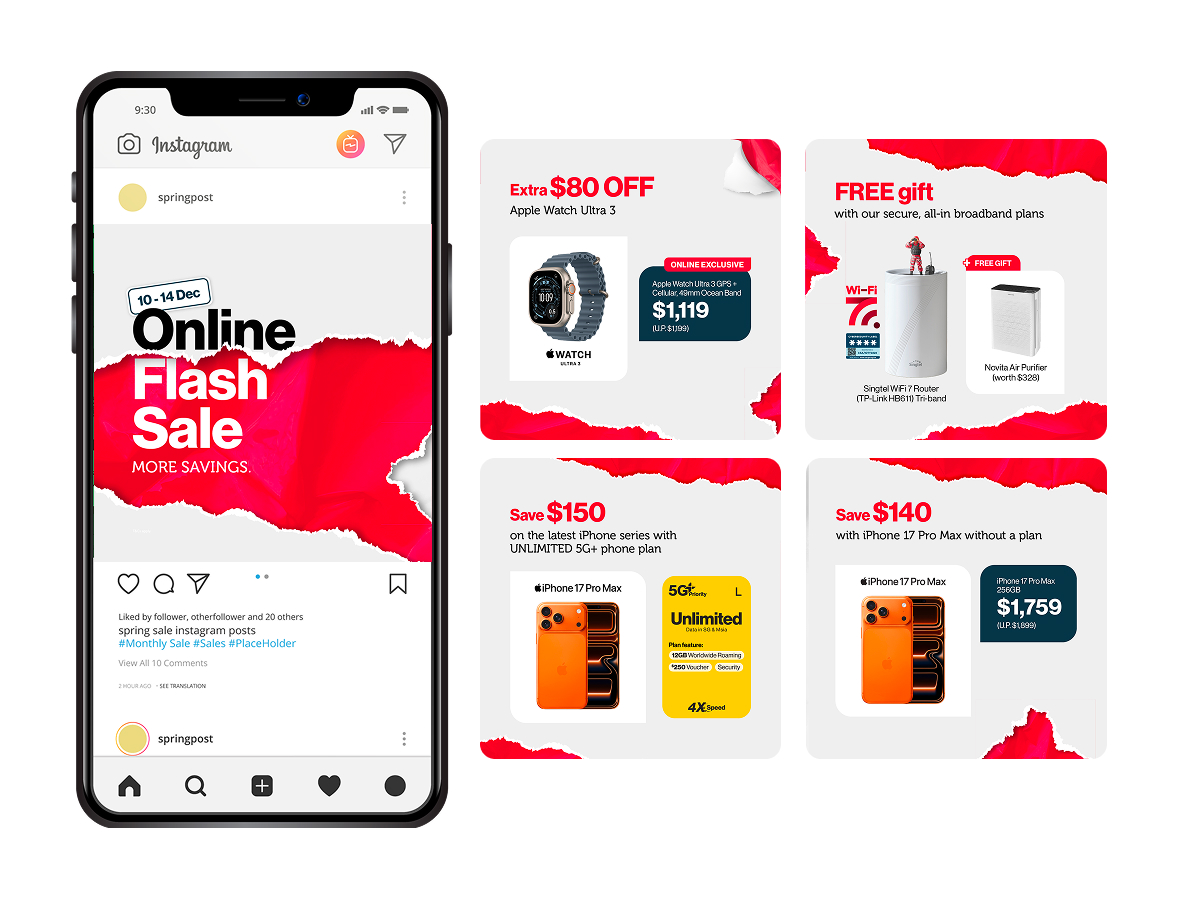 9:30
Instagram
springpost
10 - 14 Dec
Online
Flash
Sale
MORE SAVINGS.
Liked by follower, otherfollower and 20 others
spring sale instagram posts
#Monthly Sale #Sales #PlaceHolder
View All 10 Comments
2 HOUR AGO • SEE TRANSLATION
springpost
Extra $80 OFF
Apple Watch Ultra 3
WATCH
ULTRA 3
ONLINE EXCLUSIVE
Apple Watch Ultra 3 GPS +
Cellular, 49mm Ocean Band
$1,119
(U.P. $1,199)
FREE gift
with our secure, all-in broadband plans
Wi-Fi
Singtel
Singtel WiFi 7 Router
(TP-Link HB611) Tri-band
+ FREE GIFT
Novita Air Purifier
(worth $328)
Save $150
on the latest iPhone series with
UNLIMITED 5G+ phone plan
iPhone 17 Pro Max
5G+ Priority
L
Unlimited
Data in SG & Msia
Plan feature:
12GB Worldwide Roaming
$250 Voucher
Security
4X Speed
Save $140
with iPhone 17 Pro Max without a plan
iPhone 17 Pro Max
iPhone 17 Pro Max
256GB
$1,759
(U.P. $1,899)